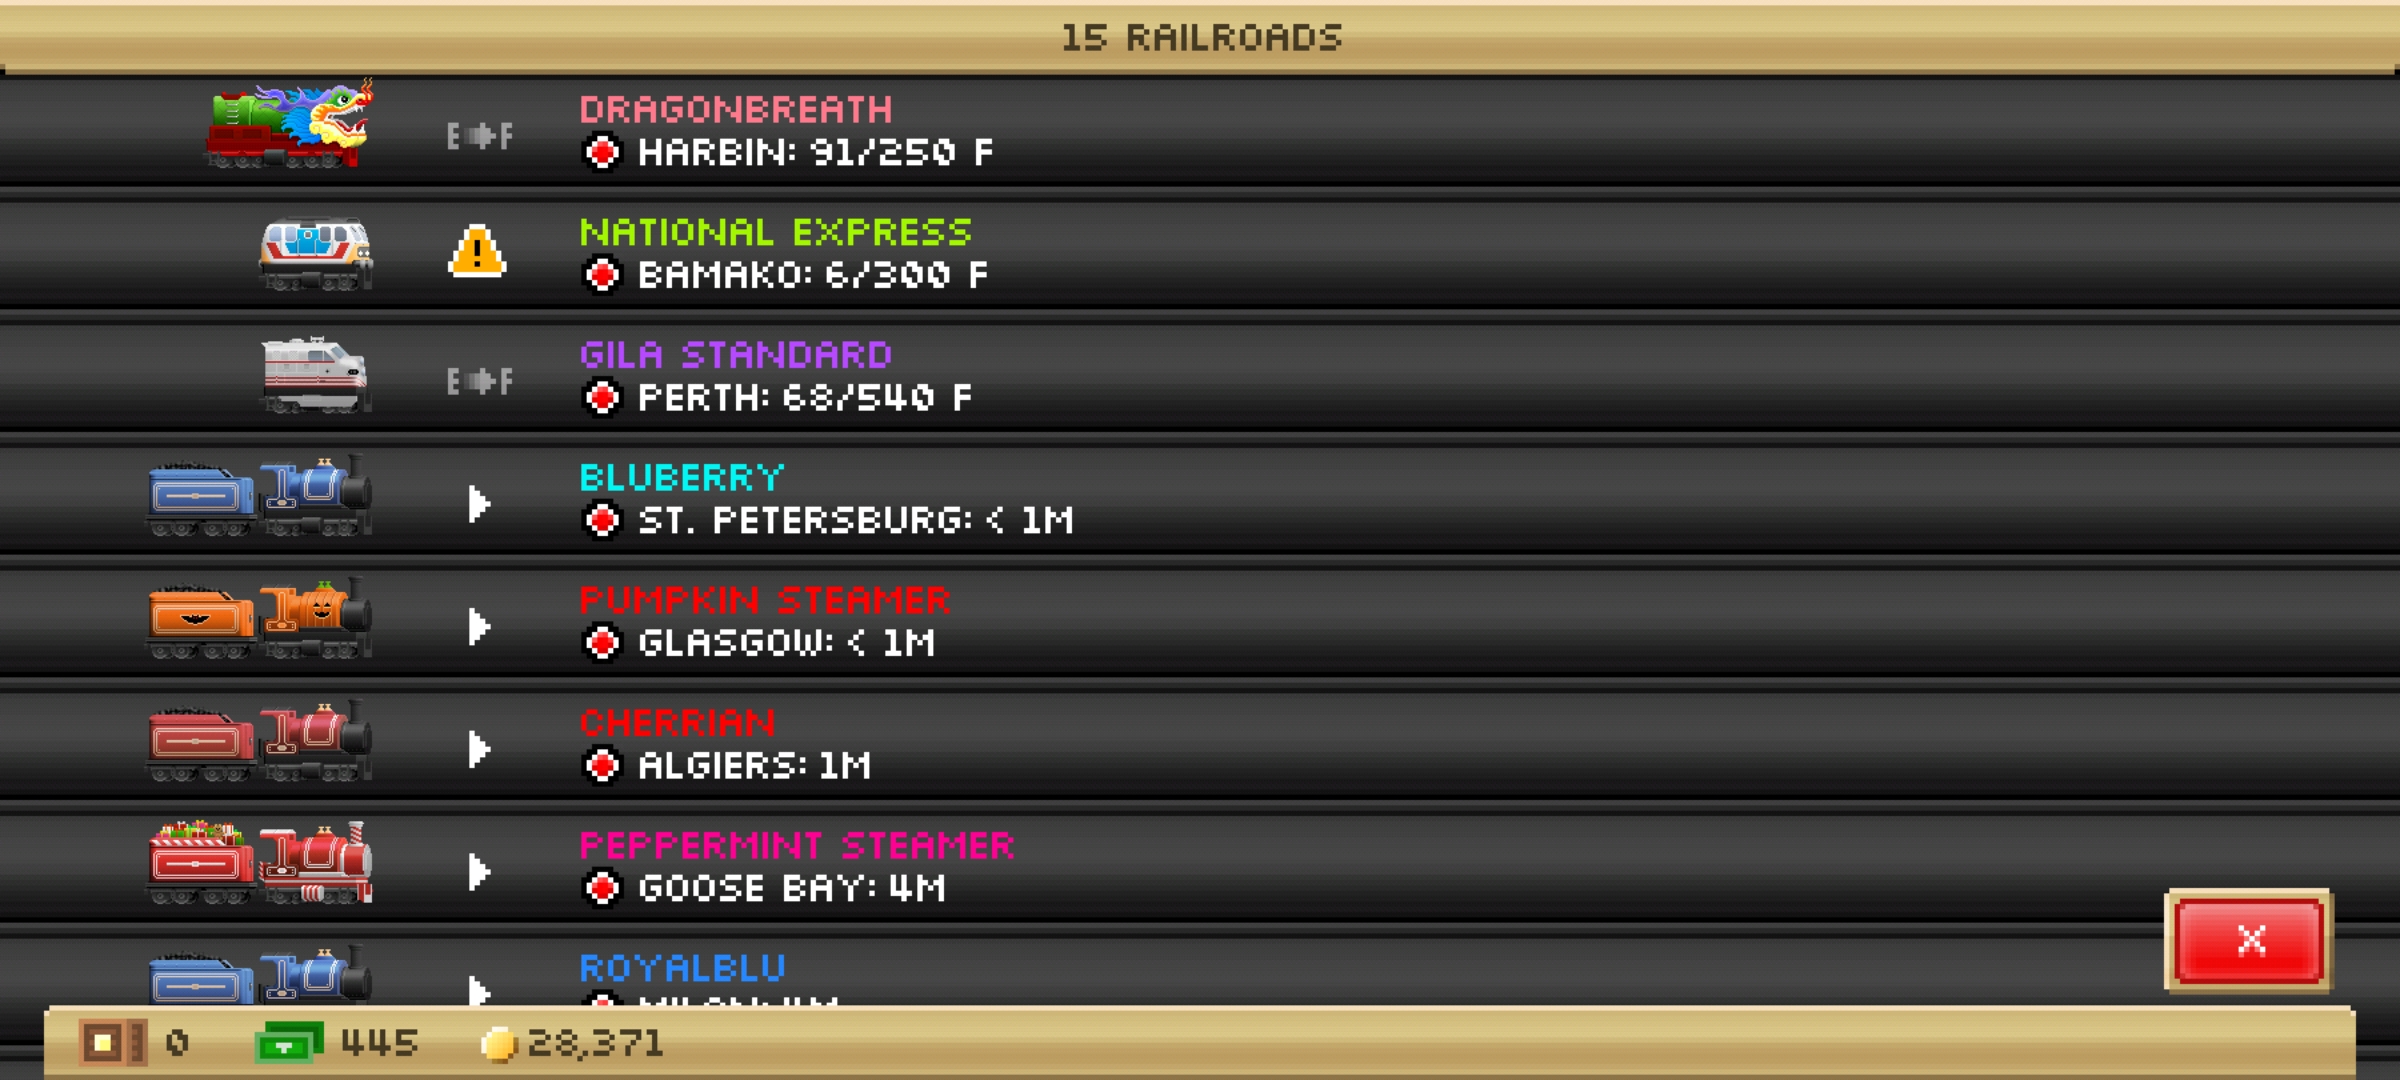 15 RAILROADS
E F
DRAGONBREATH
HARBIN: 91/250 F
NATIONAL EXPRESS
BAMAKO: 6/300 F
E F
GILA STANDARD
PERTH: 68/540 F
BLUBERRY
ST. PETERSBURG: < 1M
PUMPKIN STEAMER
GLASGOW: < 1M
CHERRIAN
ALGIERS: 1M
PEPPERMINT STEAMER
GOOSE BAY: 4M
X
ROYALBLU
0 445 28,371